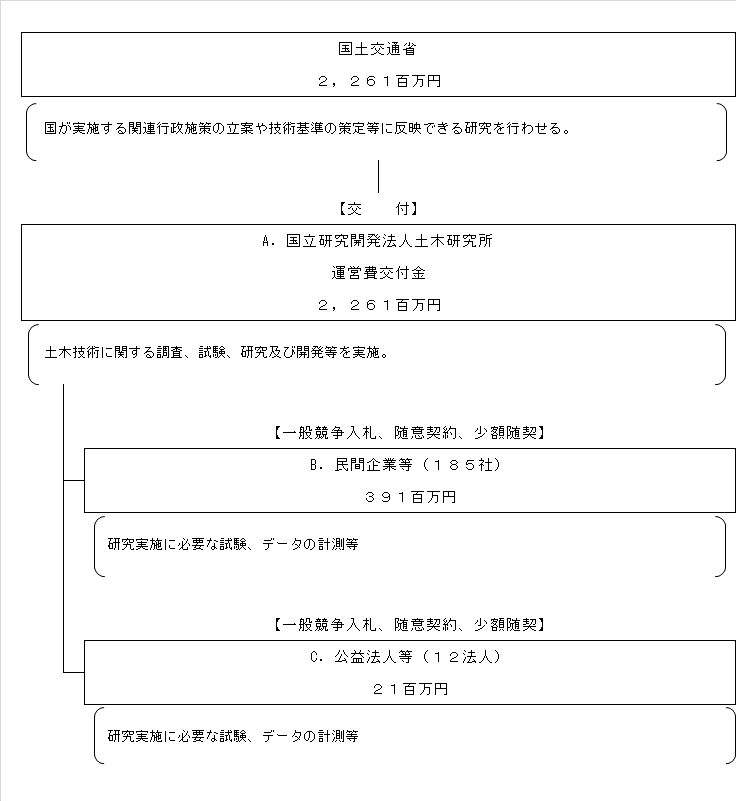 国土交通省
２，２６１百万円
国が実施する関連行政施策の立案や技術基準の策定等に反映できる研究を行わせる。
【交　　付】
A．国立研究開発法人土木研究所
運営費交付金
２，２６１百万円
土木技術に関する調査、試験、研究及び開発等を実施。
【一般競争入札、随意契約、少額随契】
B．民間企業等（１８５社）
３９１百万円
研究実施に必要な試験、データの計測等
【一般競争入札、随意契約、少額随契】
C．公益法人等（１２法人）
２１百万円
研究実施に必要な試験、データの計測等